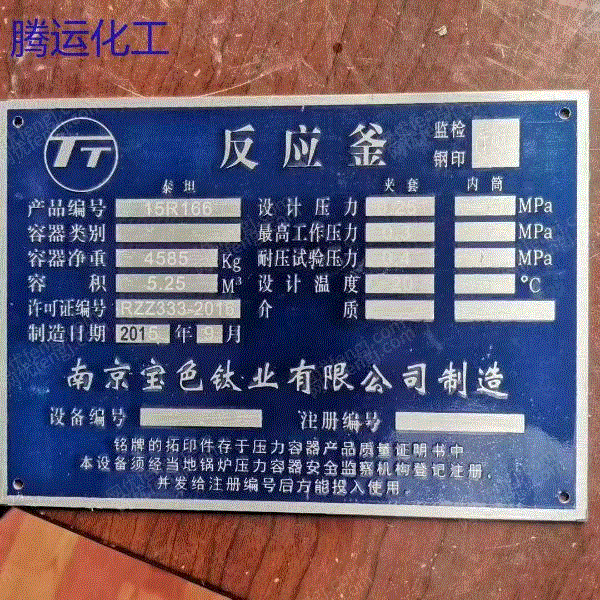 腾运化工
TT
泰坦
反应釜
监检
钢印
夹套 内筒
产品编号 15R166 设计压力 MPa
容器类别 最高工作压力 MPa
容器净重 4585 Kg 耐压试验压力 0.4 MPa
容积 5.25 M³ 设计温度 ℃
许可证编号 RZZ333-2016 介质
制造日期 2015 年 9 月
南京宝色钛业有限公司制造
设备编号 注册编号
铭牌的拓印件存于压力容器产品质量证明书中
本设备须经当地锅炉压力容器安全监察机构登记注册,
并发给注册编号后方能投入使用.